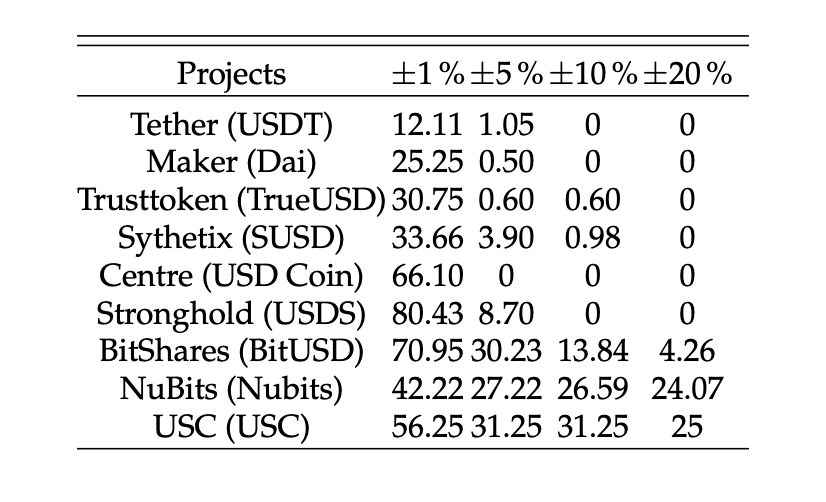 Projects ±1 % ±5 % ±10 % ±20 %
Tether (USDT) 12.11 1.05 0 0
Maker (Dai) 25.25 0.50 0 0
Trusttoken (TrueUSD) 30.75 0.60 0.60 0
Sythetix (SUSD) 33.66 3.90 0.98 0
Centre (USD Coin) 66.10 0 0 0
Stronghold (USDS) 80.43 8.70 0 0
BitShares (BitUSD) 70.95 30.23 13.84 4.26
NuBits (Nubits) 42.22 27.22 26.59 24.07
USC (USC) 56.25 31.25 31.25 25